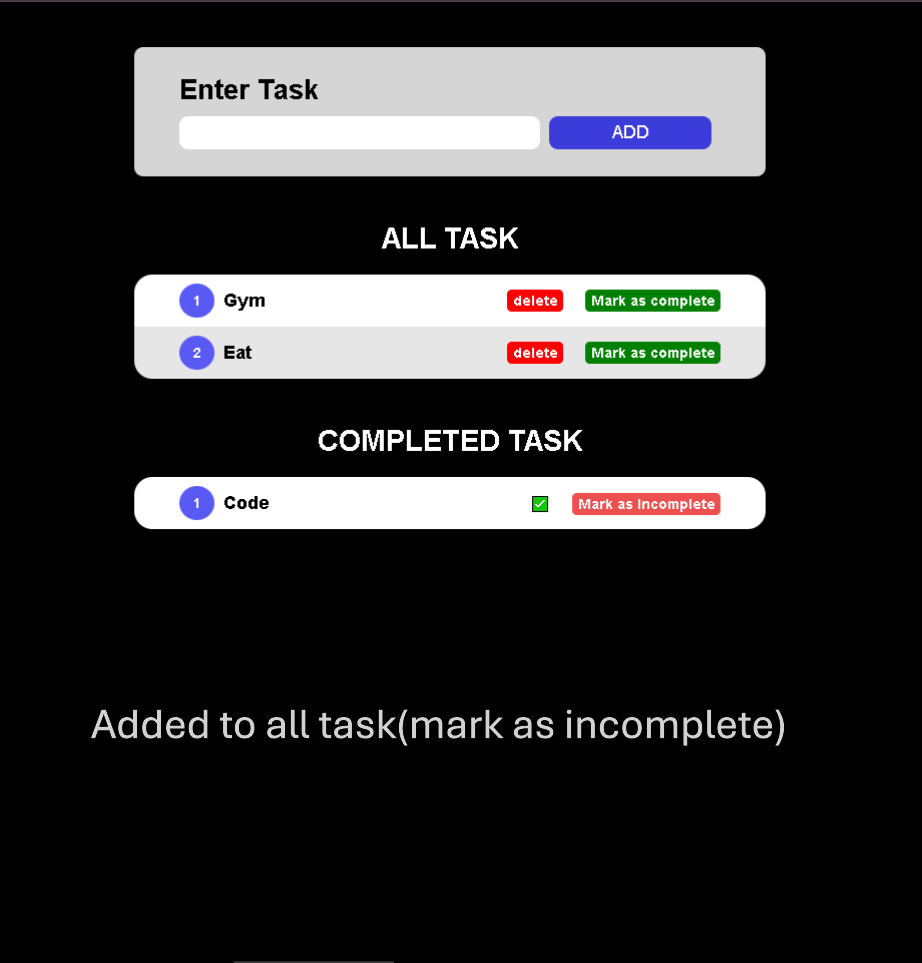 Enter Task
ADD
ALL TASK
1 Gym delete Mark as complete
2 Eat delete Mark as complete
COMPLETED TASK
1 Code Mark as incomplete
Added to all task(mark as incomplete)